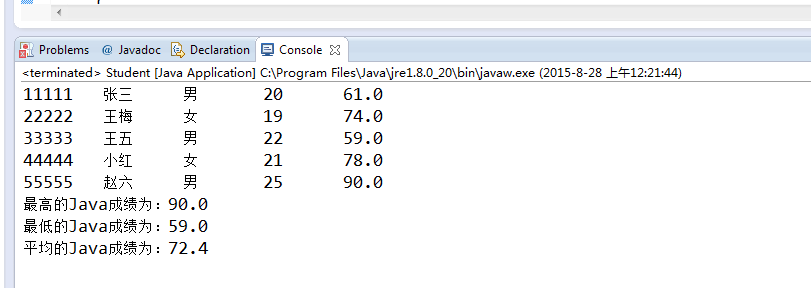 Problems @ Javadoc Declaration Console
<terminated> Student [Java Application] C:\Program Files\Java\jre1.8.0_20\bin\javaw.exe (2015-8-28 上午12:21:44)
11111 张三 男 20 61.0
22222 王梅 女 19 74.0
33333 王五 男 22 59.0
44444 小红 女 21 78.0
55555 赵六 男 25 90.0
最高的Java成绩为：90.0
最低的Java成绩为：59.0
平均的Java成绩为：72.4